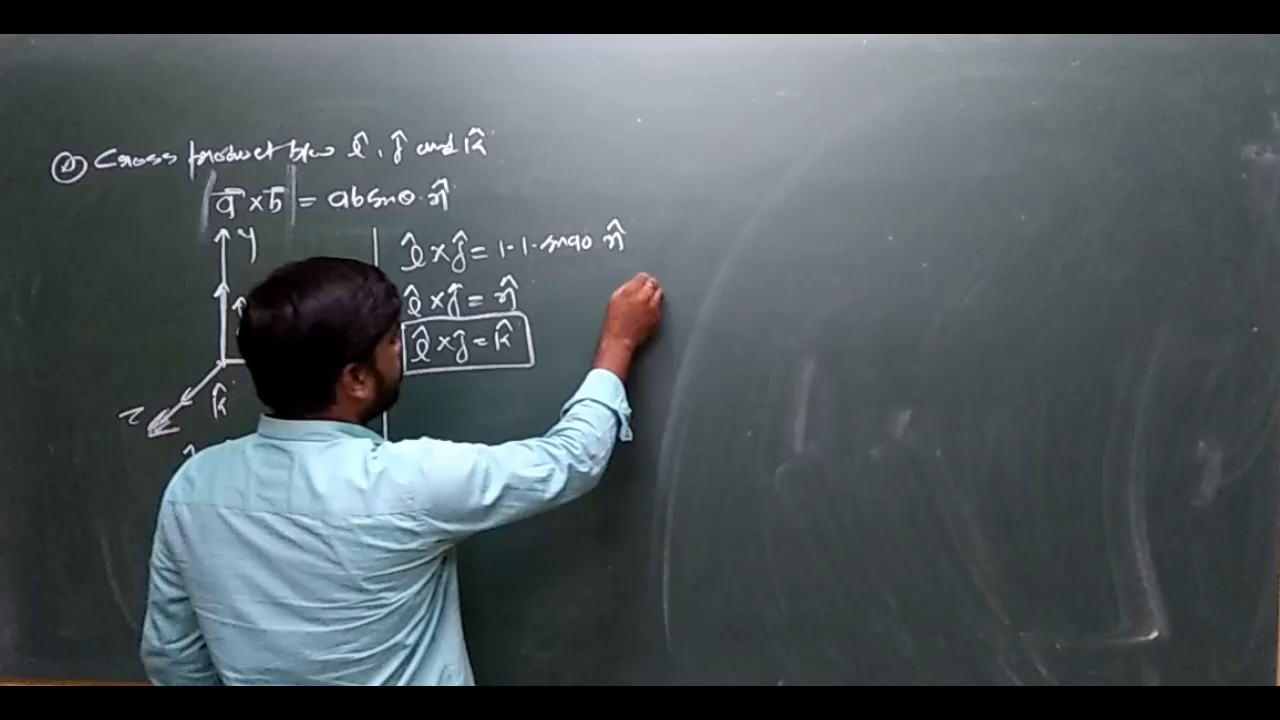 ② Cross product b/w î, ĵ and k̂
|a⃗ × b⃗| = ab sinθ · n̂
y
î × ĵ = 1·1·sin90 n̂
î × ĵ = n̂
î × ĵ = k̂
k̂
z